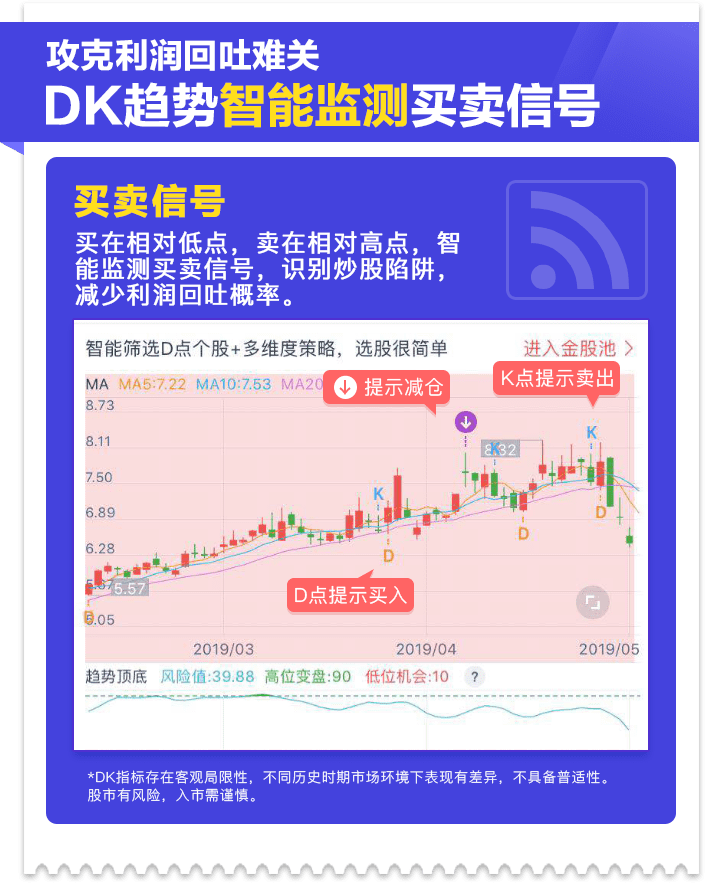 攻克利润回吐难关
DK趋势智能监测买卖信号
买卖信号
买在相对低点，卖在相对高点，智
能监测买卖信号，识别炒股陷阱，
减少利润回吐概率。
智能筛选D点个股+多维度策略，选股很简单 进入金股池 >
MA MA5:7.22 MA10:7.53 MA20
提示减仓
K点提示卖出
8.73
8.11
7.50
6.89
6.28
5.05
8.32
5.57
K
K
K
D
D
D
D
D点提示买入
2019/03 2019/04 2019/05
趋势顶底 风险值:39.88 高位变盘:90 低位机会:10 ?
*DK指标存在客观局限性，不同历史时期市场环境下表现有差异，不具备普适性。
股市有风险，入市需谨慎。